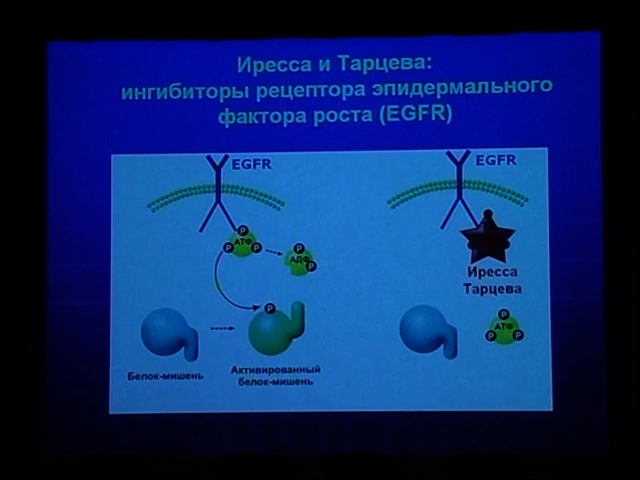 Иресса и Тарцева:
ингибиторы рецептора эпидермального
фактора роста (EGFR)
EGFR
P
P
АТФ
P
P
АДФ
P
P
Белок-мишень
Активированный
белок-мишень
EGFR
Иресса
Тарцева
P
АТФ
P
P